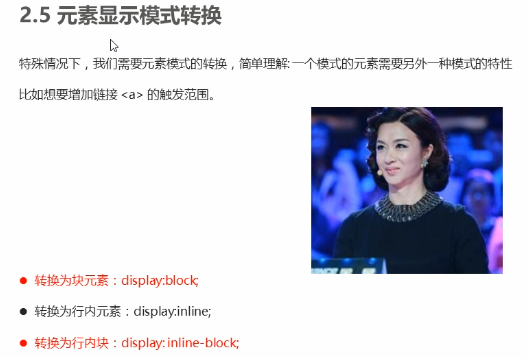 2.5 元素显示模式转换
特殊情况下，我们需要元素模式的转换，简单理解:一个模式的元素需要另外一种模式的特性
比如想要增加链接 <a> 的触发范围。
● 转换为块元素：display:block;
● 转换为行内元素：display:inline;
● 转换为行内块：display: inline-block;